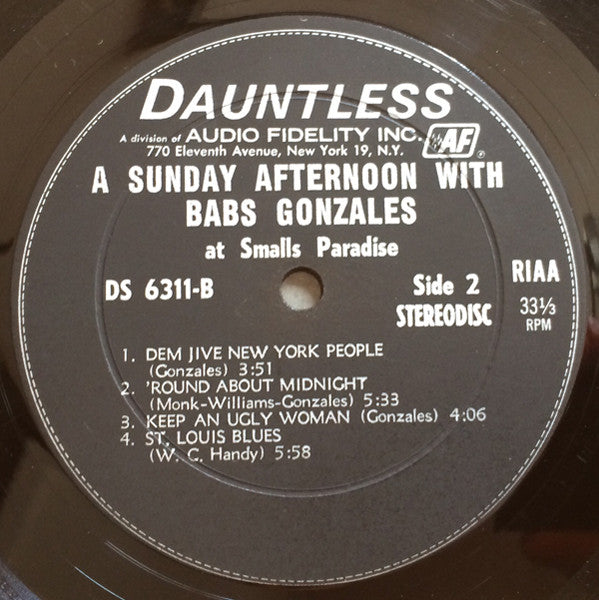 DAUNTLESS
A division of AUDIO FIDELITY INC. AF
770 Eleventh Avenue, New York 19, N.Y.
A SUNDAY AFTERNOON WITH
BABS GONZALES
at Smalls Paradise
DS 6311-B
Side 2
STEREODISC
RIAA
33⅓
RPM
1. DEM JIVE NEW YORK PEOPLE
(Gonzales) 3:51
2. 'ROUND ABOUT MIDNIGHT
(Monk-Williams-Gonzales) 5:33
3. KEEP AN UGLY WOMAN (Gonzales) 4:06
4. ST. LOUIS BLUES
(W. C. Handy) 5:58